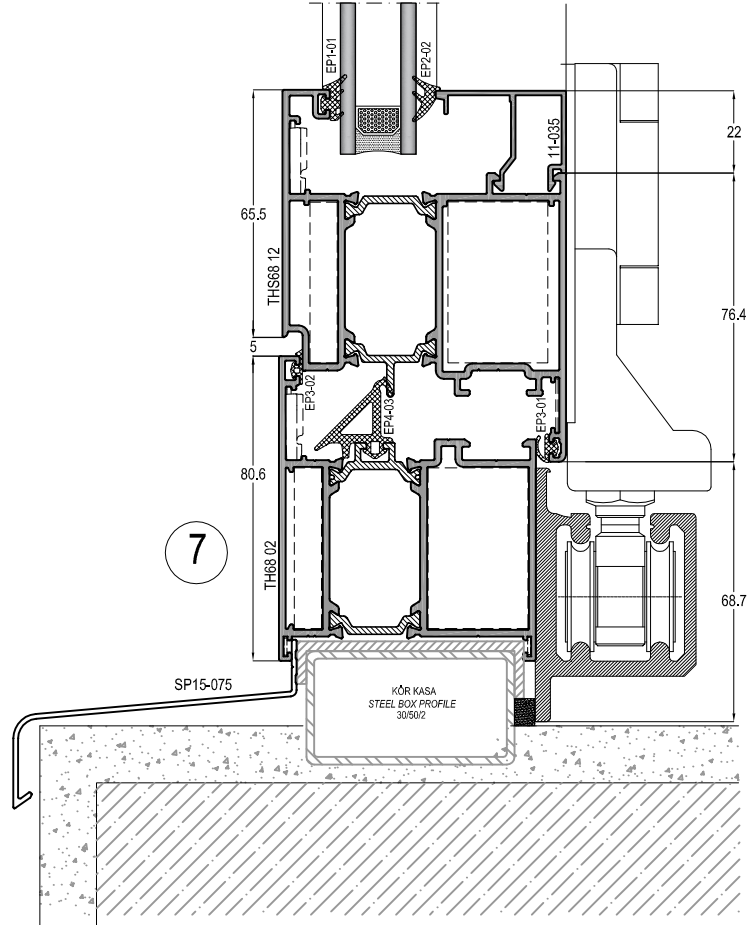 EP1-01
EP2-02
11-035
22
65.5
THS68 12
76.4
5
EP3-02
EP4-03
EP3-01
80.6
7
TH68 02
68.7
SP15-075
KÖR KASA
STEEL BOX PROFILE
30/50/2